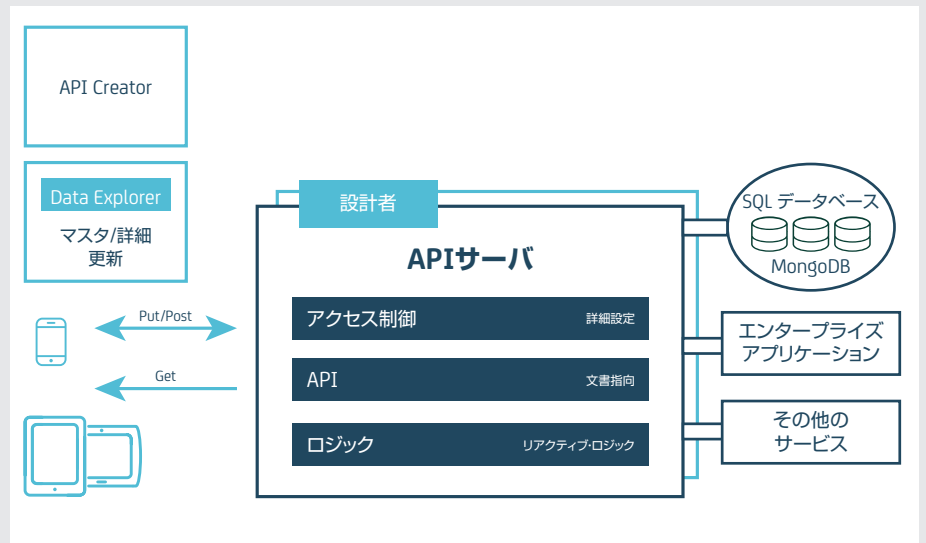 API Creator
Data Explorer
マスタ/詳細
更新
Put/Post
Get
設計者
APIサーバ
アクセス制御 詳細設定
API 文書指向
ロジック リアクティブ・ロジック
SQL データベース
MongoDB
エンタープライズ
アプリケーション
その他の
サービス